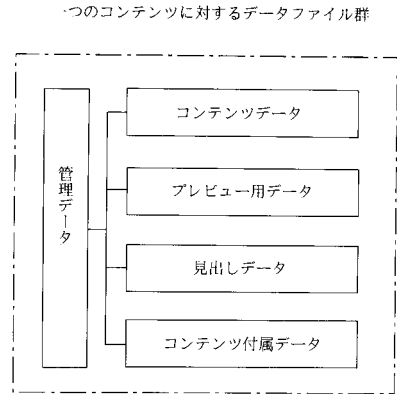 一つのコンテンツに対するデータファイル群
管理データ
コンテンツデータ
プレビュー用データ
見出しデータ
コンテンツ付属データ